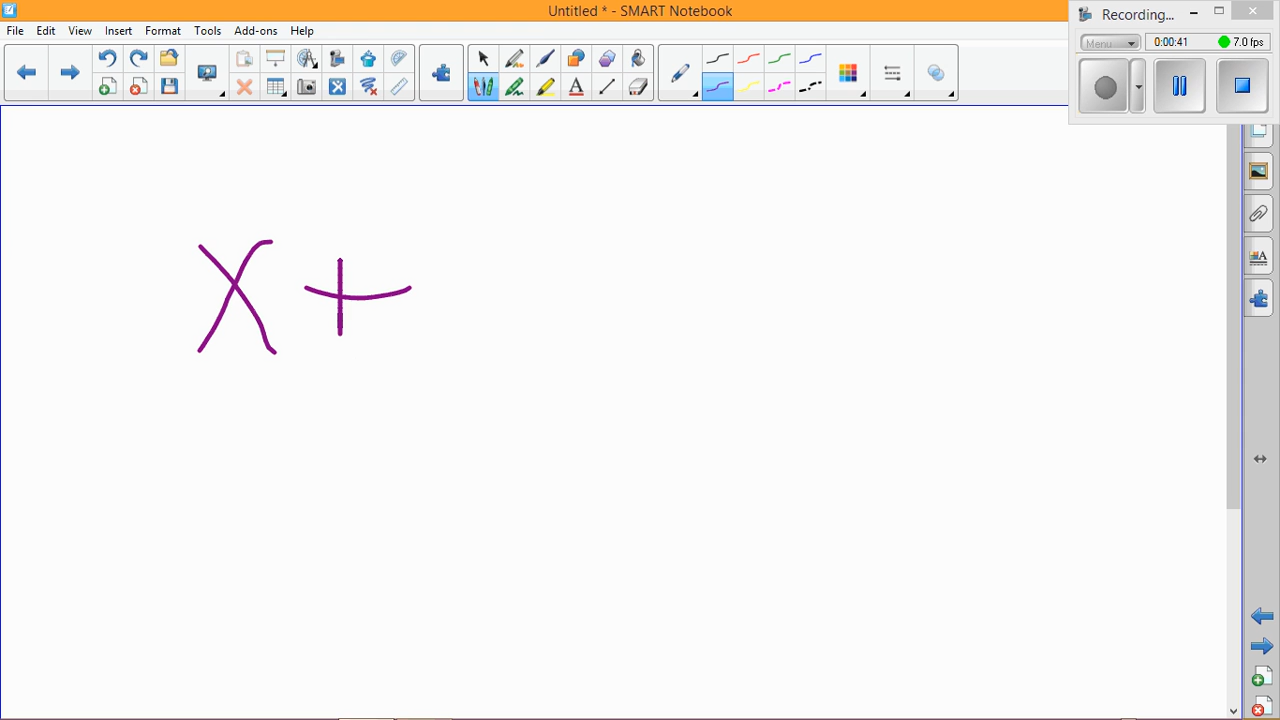 Untitled * - SMART Notebook
Recording...
File Edit View Insert Format Tools Add-ons Help
Menu 0:00:41 7.0 fps
X +